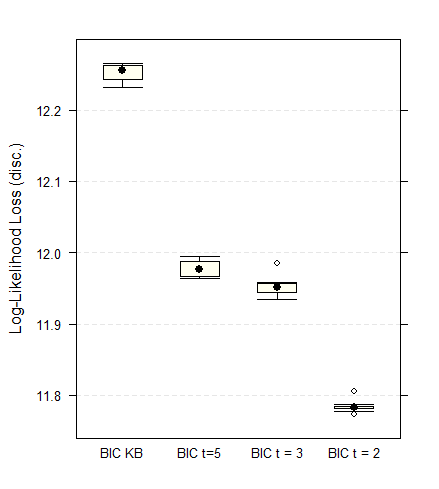 Log-Likelihood Loss (disc.)
12.2
12.1
12.0
11.9
11.8
BIC KB
BIC t=5
BIC t = 3
BIC t = 2